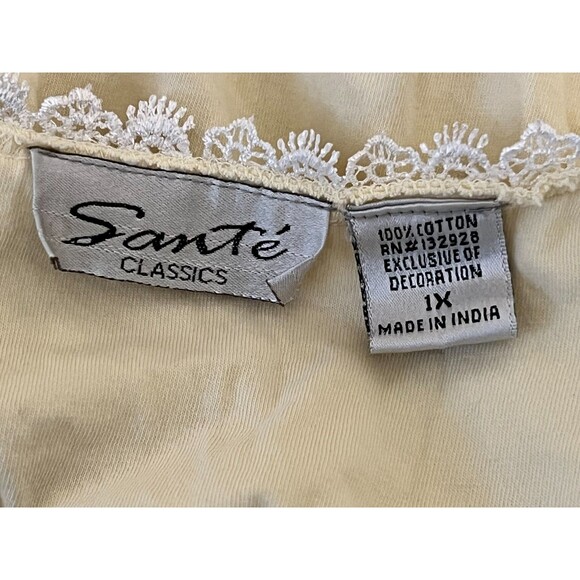 Santé
CLASSICS
100% COTTON
RN# 132928
EXCLUSIVE OF
DECORATION
1X
MADE IN INDIA